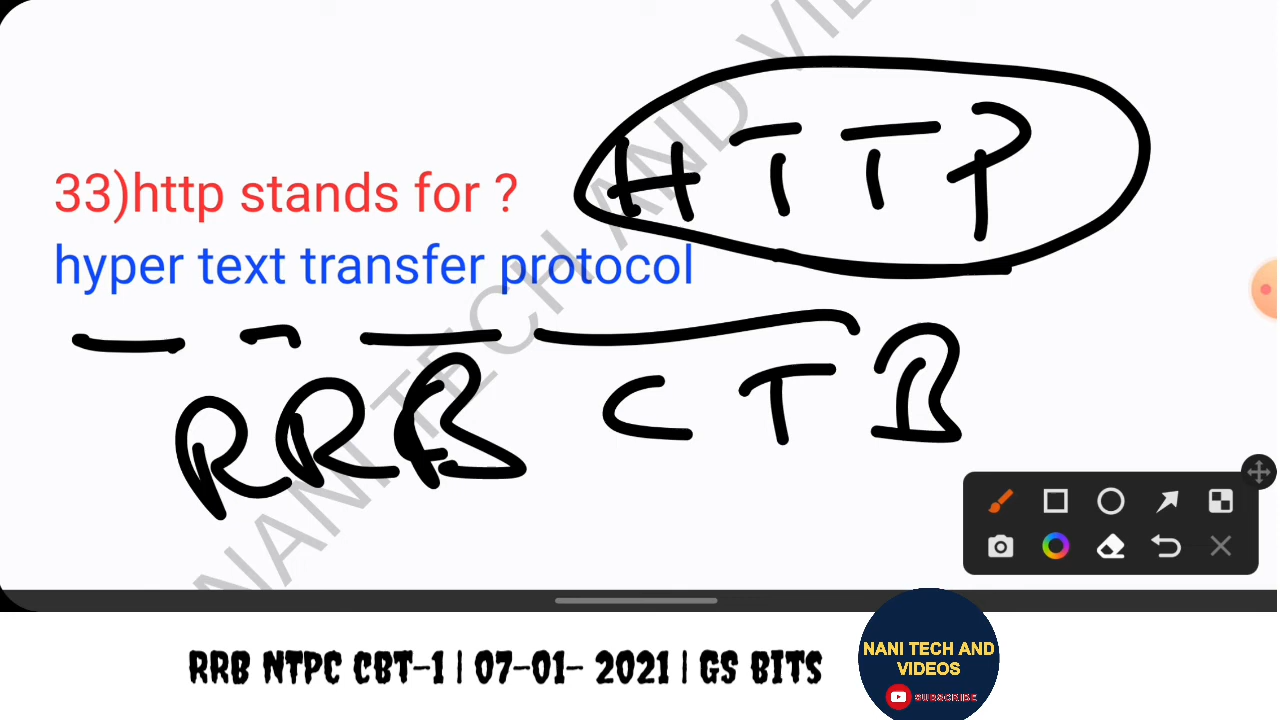 HTTP
33)http stands for ?
hyper text transfer protocol
RRB CTB
NANI TECH AND VIDEOS
RRB NTPC CBT-1 | 07-01- 2021 | GS BITS
NANI TECH AND
VIDEOS
SUBSCRIBE